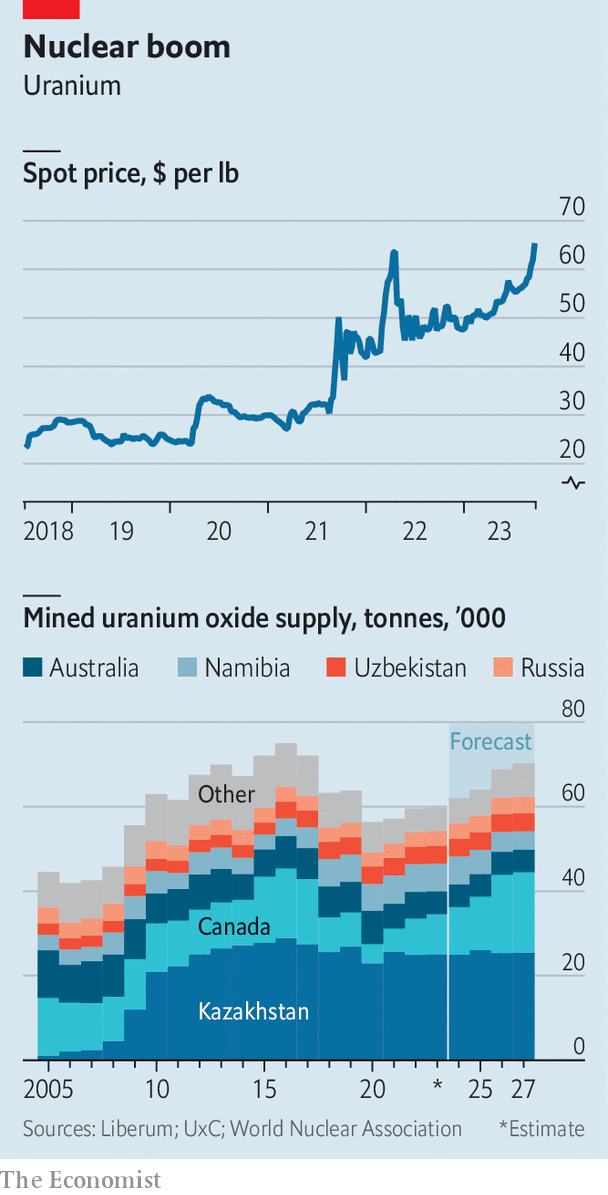 Nuclear boom
Uranium
Spot price, $ per lb
70
60
50
40
30
20
2018 19 20 21 22 23
Mined uranium oxide supply, tonnes, ’000
Australia Namibia Uzbekistan Russia
80
Forecast
Other
60
40
Canada
20
Kazakhstan
0
2005 10 15 20 * 25 27
Sources: Liberum; UxC; World Nuclear Association *Estimate
The Economist